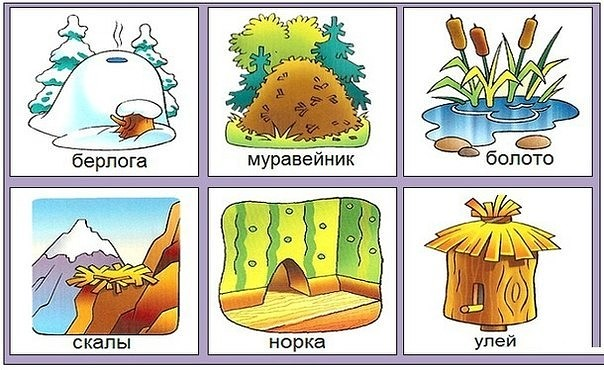 берлога
муравейник
болото
скалы
норка
улей